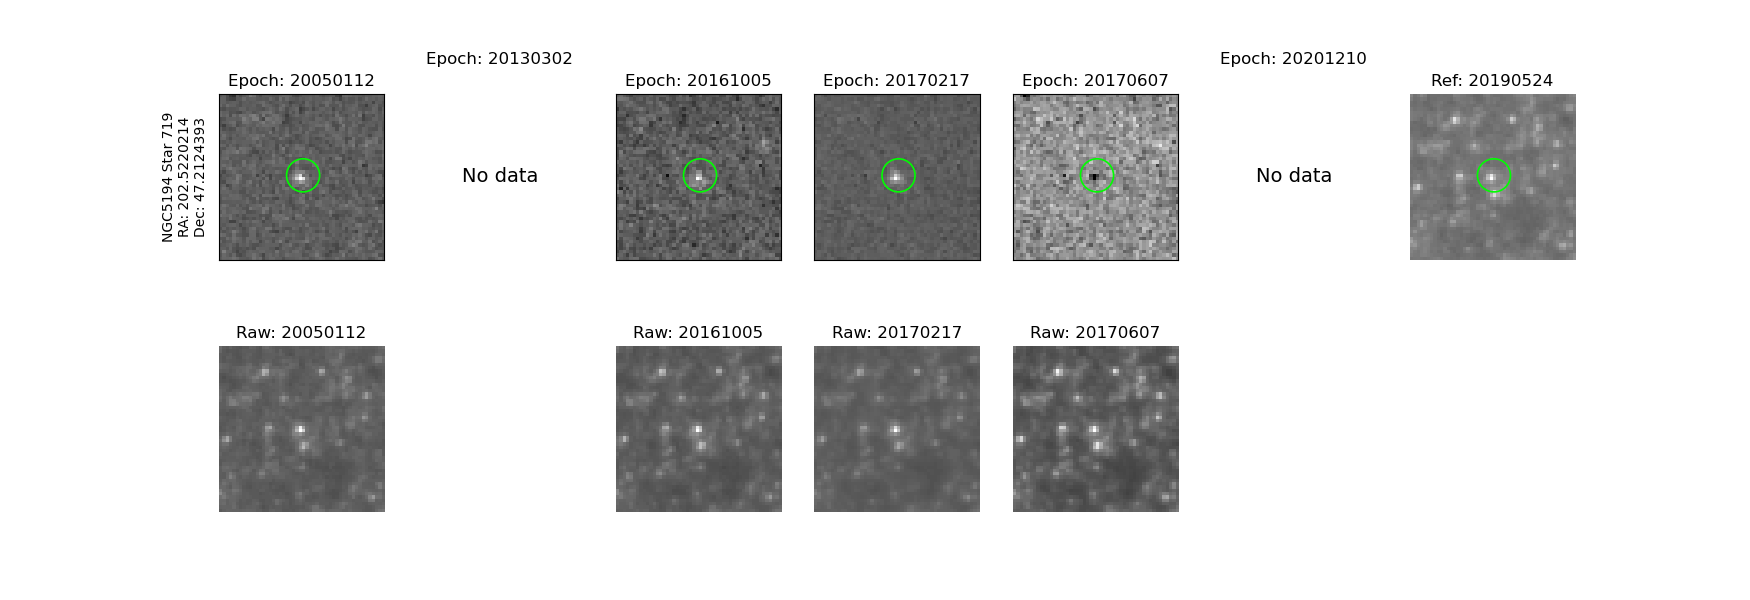 Epoch: 20130302
Epoch: 20201210
Epoch: 20050112
Epoch: 20161005
Epoch: 20170217
Epoch: 20170607
Ref: 20190524
NGC5194 Star 719
RA: 202.5220214
Dec: 47.2124393
No data
No data
Raw: 20050112
Raw: 20161005
Raw: 20170217
Raw: 20170607